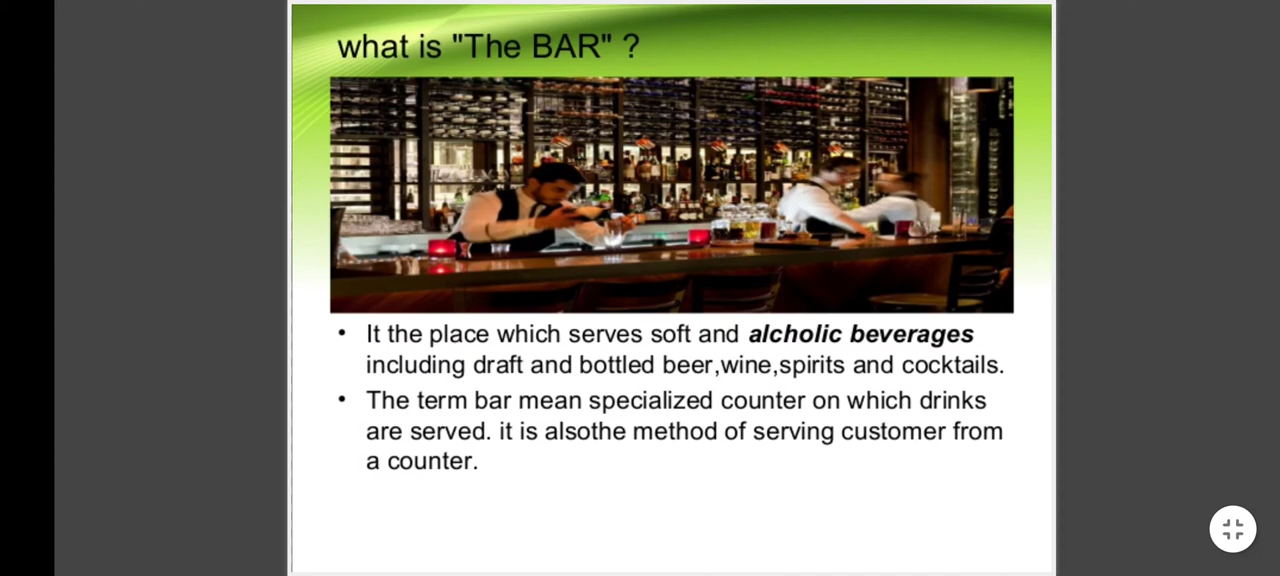 what is "The BAR" ?
• It the place which serves soft and alcholic beverages
including draft and bottled beer,wine,spirits and cocktails.
• The term bar mean specialized counter on which drinks
are served. it is alsothe method of serving customer from
a counter.